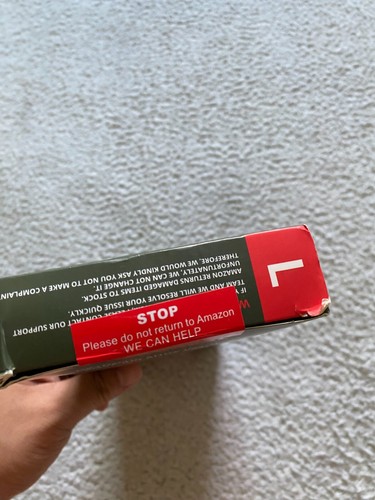 L
STOP
Please do not return to Amazon
WE CAN HELP
IF
TEAM AND WE WILL RESOLVE YOUR ISSUE QUICKLY.
AMAZON RETURNS DAMAGED ITEMS TO STOCK.
UNFORTUNATELY, WE CAN NOT CHANGE IT.
THEREFORE, WE WOULD KINDLY ASK YOU NOT TO MAKE COMPLAIN